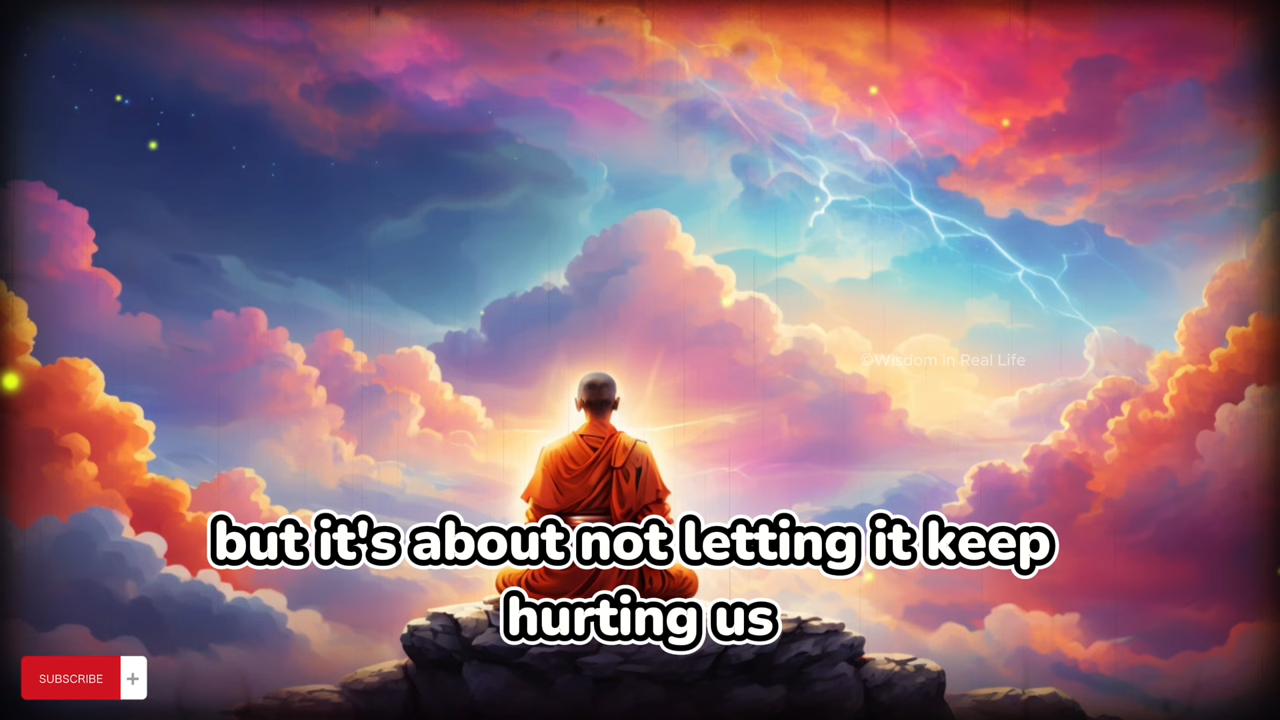 ©Wisdom in Real Life
but it's about not letting it keep
hurting us
SUBSCRIBE +